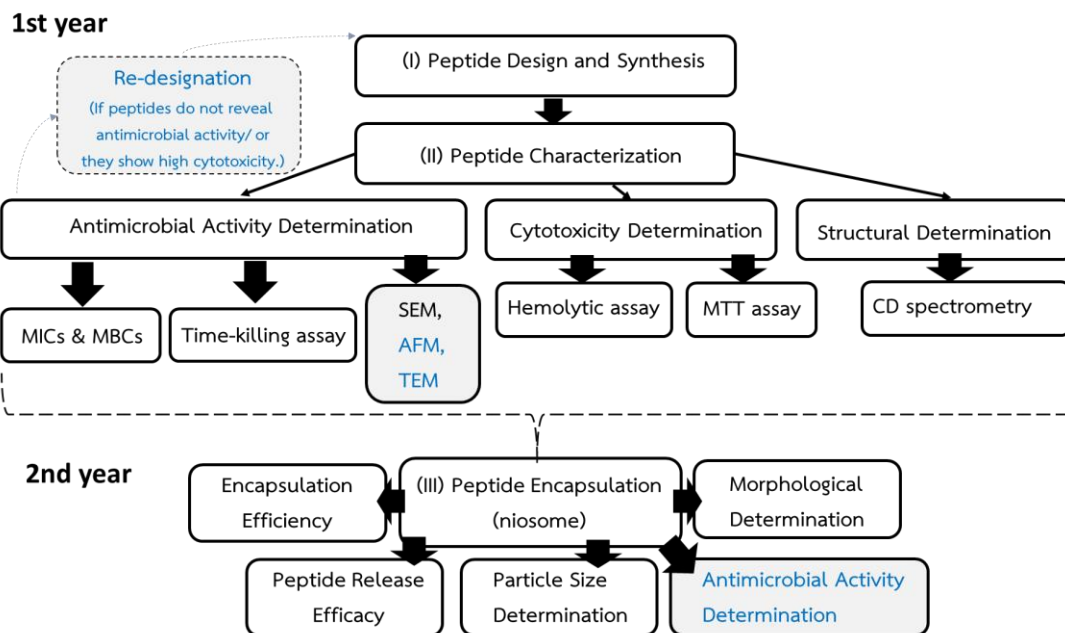 1st year
(I) Peptide Design and Synthesis
Re-designation
(If peptides do not reveal
antimicrobial activity/ or
they show high cytotoxicity.)
(II) Peptide Characterization
Antimicrobial Activity Determination
Cytotoxicity Determination
Structural Determination
MICs & MBCs
Time-killing assay
SEM,
AFM,
TEM
Hemolytic assay
MTT assay
CD spectrometry
2nd year
Encapsulation
Efficiency
(III) Peptide Encapsulation
(niosome)
Morphological
Determination
Peptide Release
Efficacy
Particle Size
Determination
Antimicrobial Activity
Determination